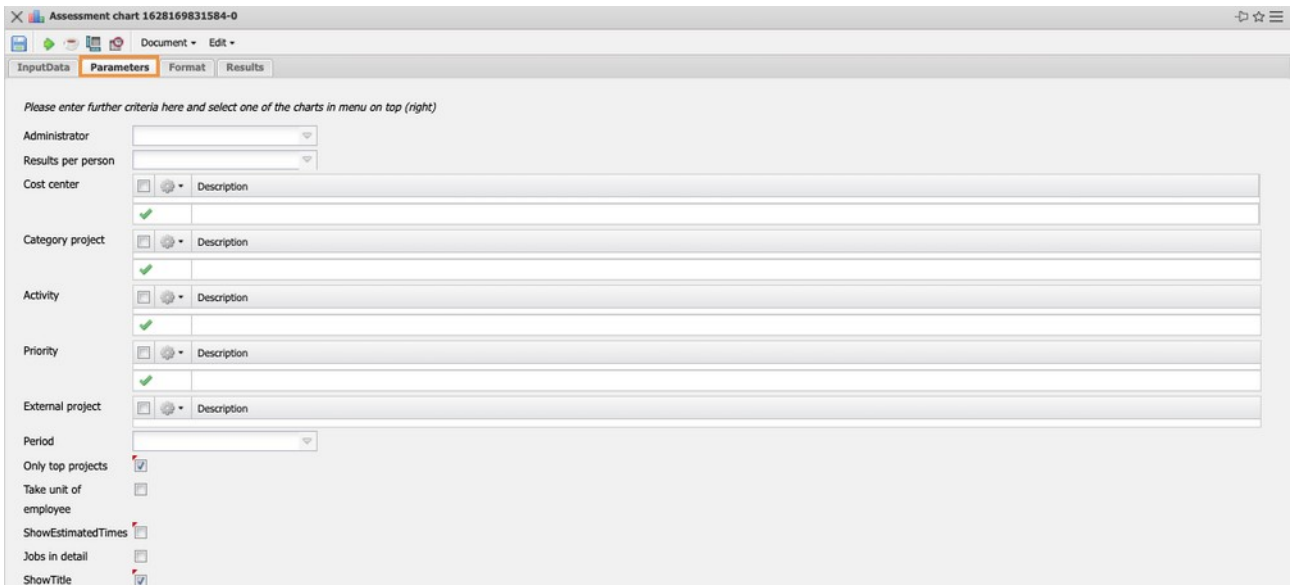 Assessment chart 1628169831584-0
Document Edit
InputData Parameters Format Results
Please enter further criteria here and select one of the charts in menu on top (right)
Administrator
Results per person
Cost center Description
Category project Description
Activity Description
Priority Description
External project Description
Period
Only top projects
Take unit of
employee
ShowEstimatedTimes
Jobs in detail
ShowTitle